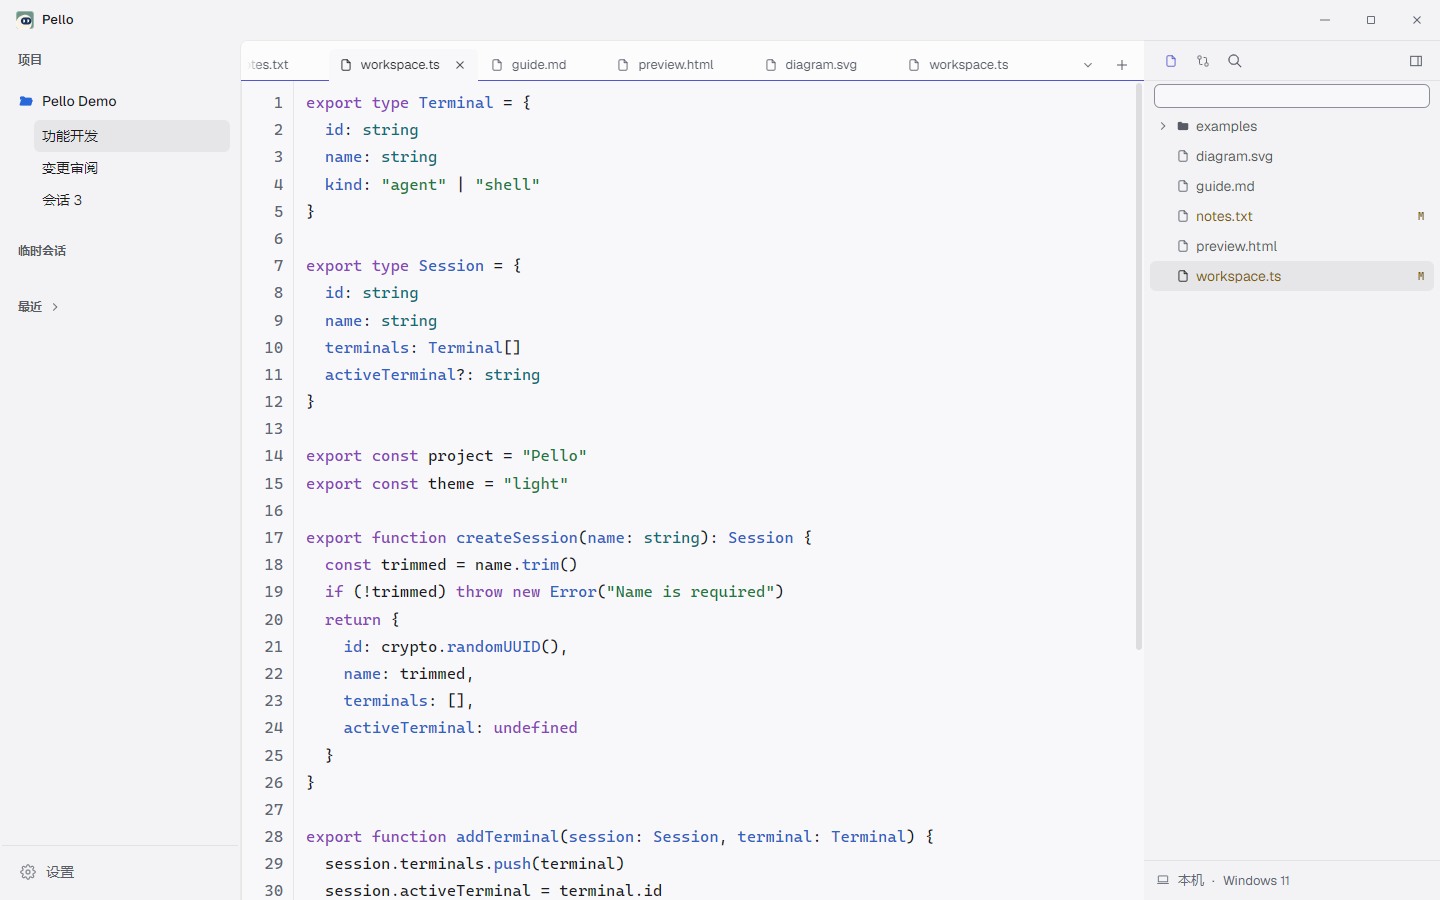 Pello
项目
Pello Demo
功能开发
变更审阅
会话 3
临时会话
最近
设置
tes.txt
workspace.ts
guide.md
preview.html
diagram.svg
workspace.ts
1 export type Terminal = {
2   id: string
3   name: string
4   kind: "agent" | "shell"
5 }
6
7 export type Session = {
8   id: string
9   name: string
10   terminals: Terminal[]
11   activeTerminal?: string
12 }
13
14 export const project = "Pello"
15 export const theme = "light"
16
17 export function createSession(name: string): Session {
18   const trimmed = name.trim()
19   if (!trimmed) throw new Error("Name is required")
20   return {
21     id: crypto.randomUUID(),
22     name: trimmed,
23     terminals: [],
24     activeTerminal: undefined
25   }
26 }
27
28 export function addTerminal(session: Session, terminal: Terminal) {
29   session.terminals.push(terminal)
30   session.activeTerminal = terminal.id
examples
diagram.svg
guide.md
notes.txt M
preview.html
workspace.ts M
本机 · Windows 11